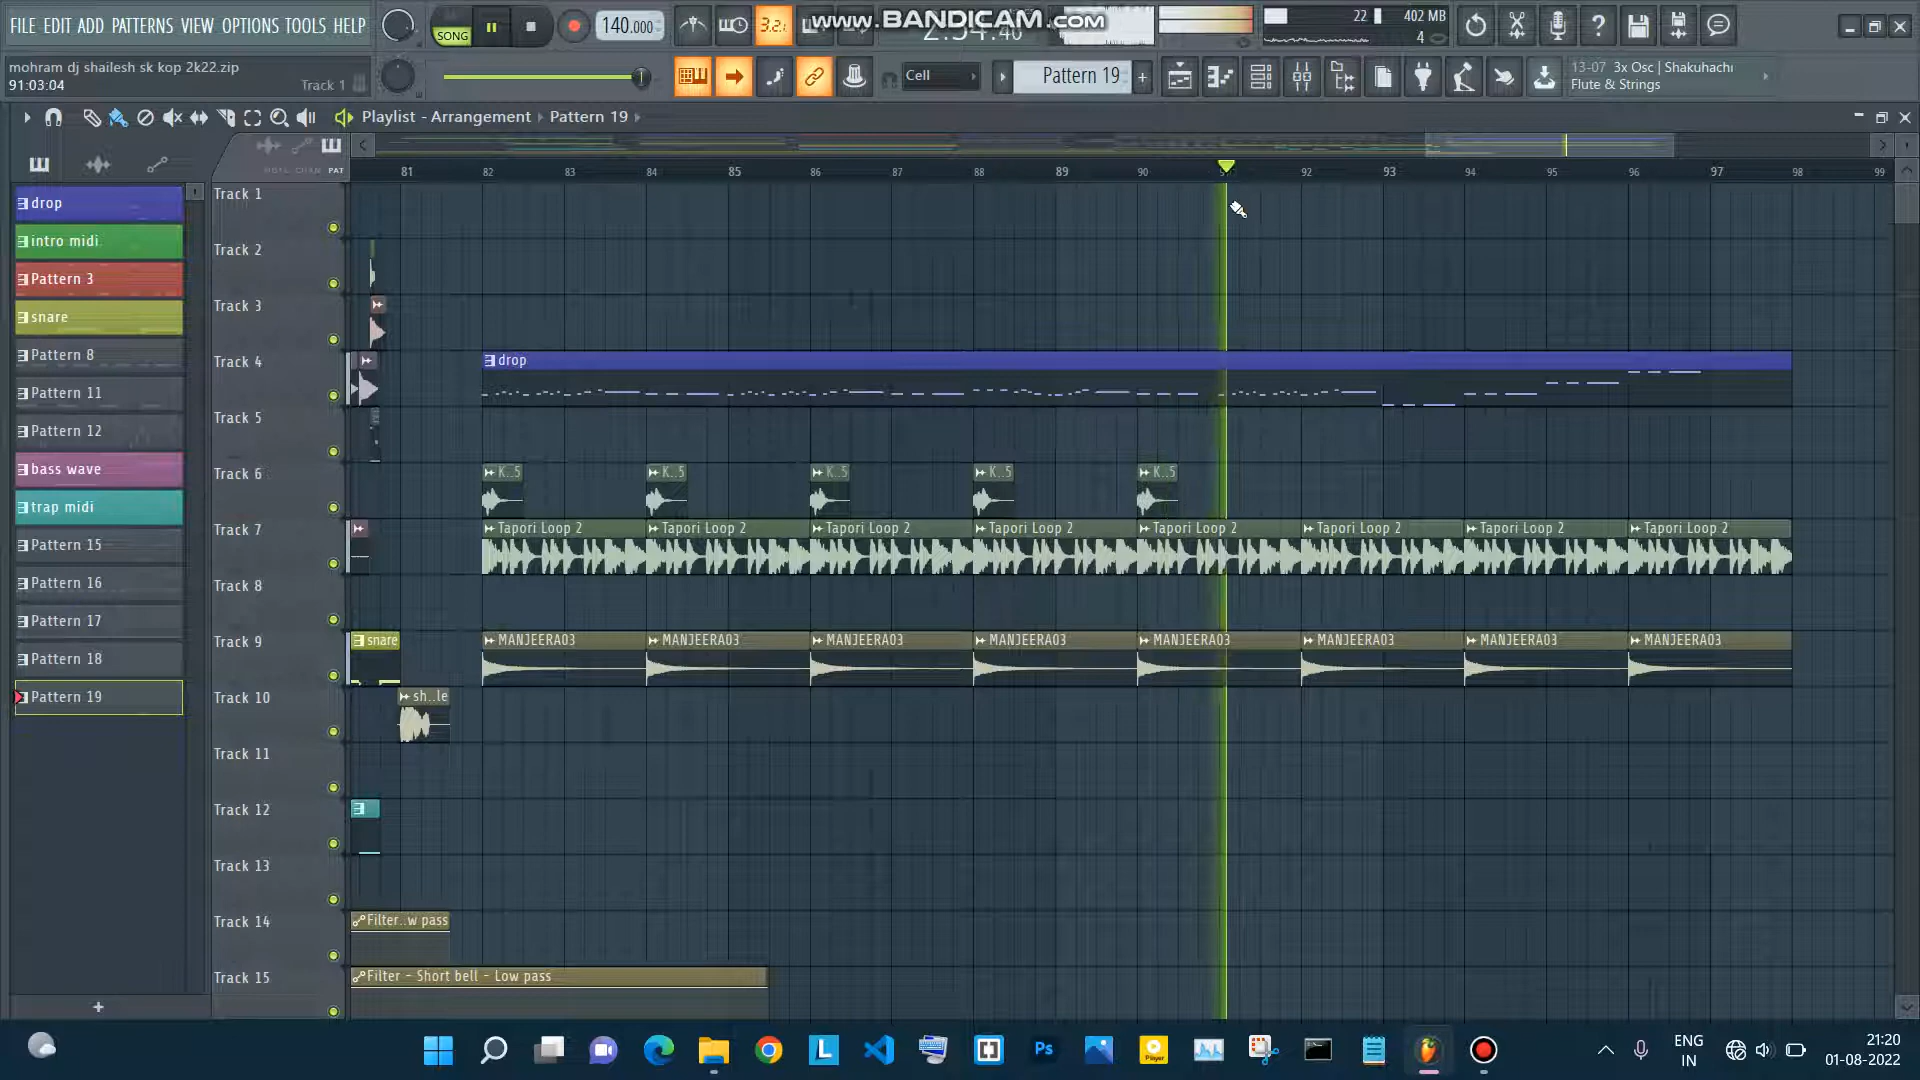 FILE EDIT ADD PATTERNS VIEW OPTIONS TOOLS HELP
SONG
140.000
3.2:
www.BANDICAM.com
22
402 MB
4
mohram dj shailesh sk kop 2k22.zip
91:03:04
Track 1
Cell
Pattern 19
+
13-07 3x Osc | Shakuhachi
Flute & Strings
Playlist - Arrangement › Pattern 19 ›
NOTE CHAN PAT
81 82 83 84 85 86 87 88 89 90 92 93 94 95 96 97 98 99
drop
intro midi
Pattern 3
snare
Pattern 8
Pattern 11
Pattern 12
bass wave
trap midi
Pattern 15
Pattern 16
Pattern 17
Pattern 18
Pattern 19
+
Track 1
Track 2
Track 3
Track 4
drop
Track 5
Track 6
K..5 K..5 K..5 K..5 K..5
Track 7
Tapori Loop 2 Tapori Loop 2 Tapori Loop 2 Tapori Loop 2 Tapori Loop 2 Tapori Loop 2 Tapori Loop 2 Tapori Loop 2
Track 8
Track 9
snare MANJEERA03 MANJEERA03 MANJEERA03 MANJEERA03 MANJEERA03 MANJEERA03 MANJEERA03 MANJEERA03
Track 10
sh..le
Track 11
Track 12
Track 13
Track 14
Filter..w pass
Track 15
Filter - Short bell - Low pass
L
Ps
Player
ENG
IN
21:20
01-08-2022